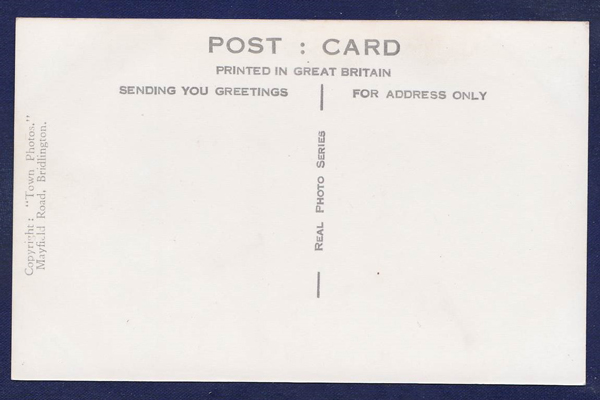 POST : CARD
PRINTED IN GREAT BRITAIN
SENDING YOU GREETINGS
FOR ADDRESS ONLY
REAL PHOTO SERIES
Copyright: "Town Photos,"
Mayfield Road, Bridlington.